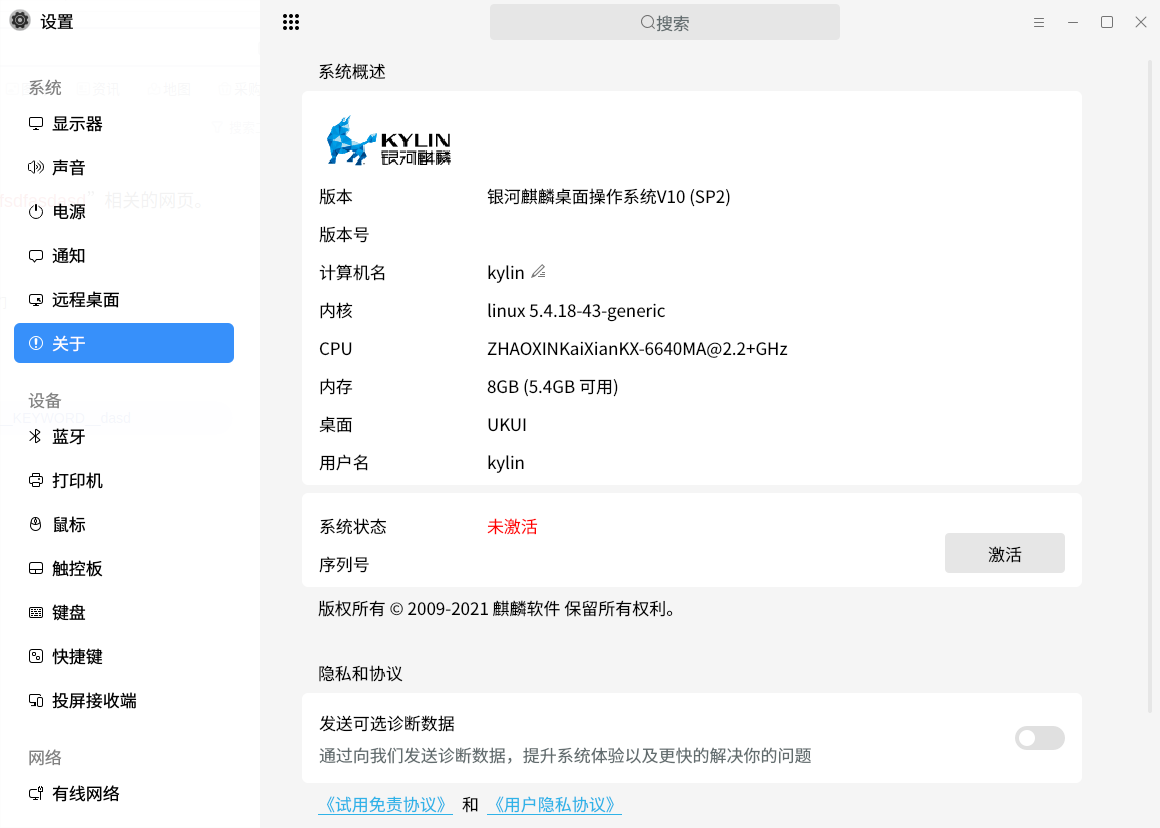 设置
搜索
系统
显示器
声音
电源
通知
远程桌面
关于
设备
蓝牙
打印机
鼠标
触控板
键盘
快捷键
投屏接收端
网络
有线网络
系统概述
KYLIN
银河麒麟
版本 银河麒麟桌面操作系统V10 (SP2)
版本号
计算机名 kylin
内核 linux 5.4.18-43-generic
CPU ZHAOXINKaiXianKX-6640MA@2.2+GHz
内存 8GB (5.4GB 可用)
桌面 UKUI
用户名 kylin
系统状态 未激活
序列号
激活
版权所有 © 2009-2021 麒麟软件 保留所有权利。
隐私和协议
发送可选诊断数据
通过向我们发送诊断数据，提升系统体验以及更快的解决你的问题
《试用免责协议》 和 《用户隐私协议》
相关的网页。